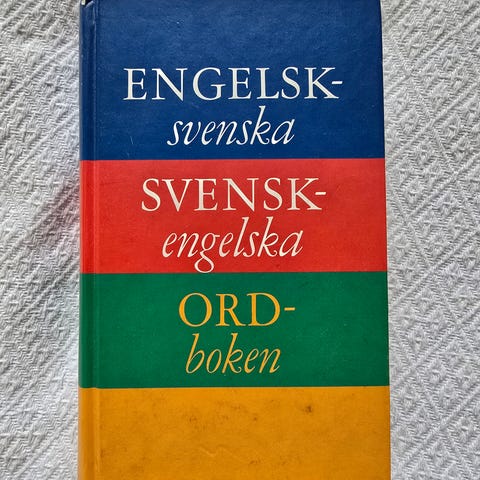 ENGELSK-
svenska
SVENSK-
engelska
ORD-
boken